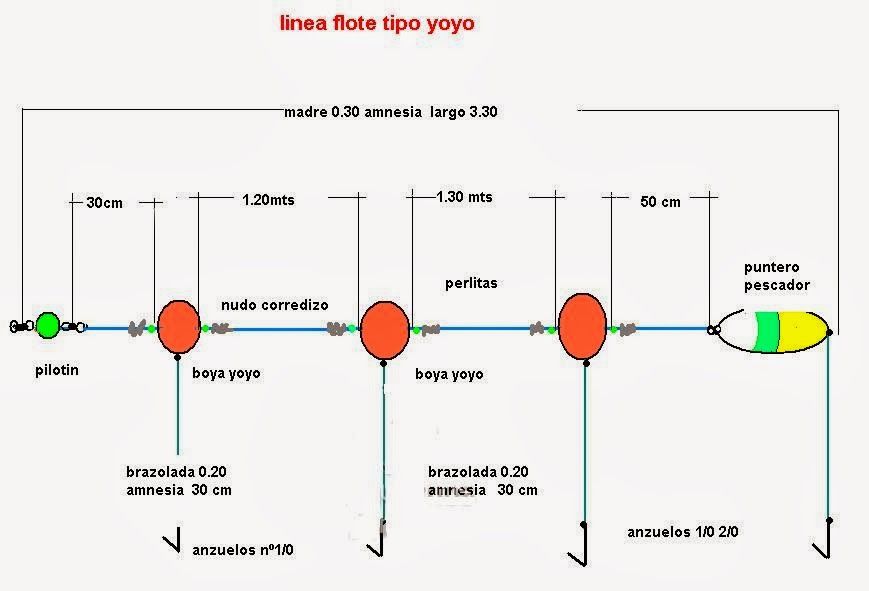 linea flote tipo yoyo
madre 0.30 amnesia largo 3.30
30cm
1.20mts
1.30 mts
50 cm
puntero
pescador
perlitas
nudo corredizo
pilotin
boya yoyo
boya yoyo
brazolada 0.20
amnesia 30 cm
brazolada 0.20
amnesia 30 cm
anzuelos 1/0 2/0
anzuelos nº1/0